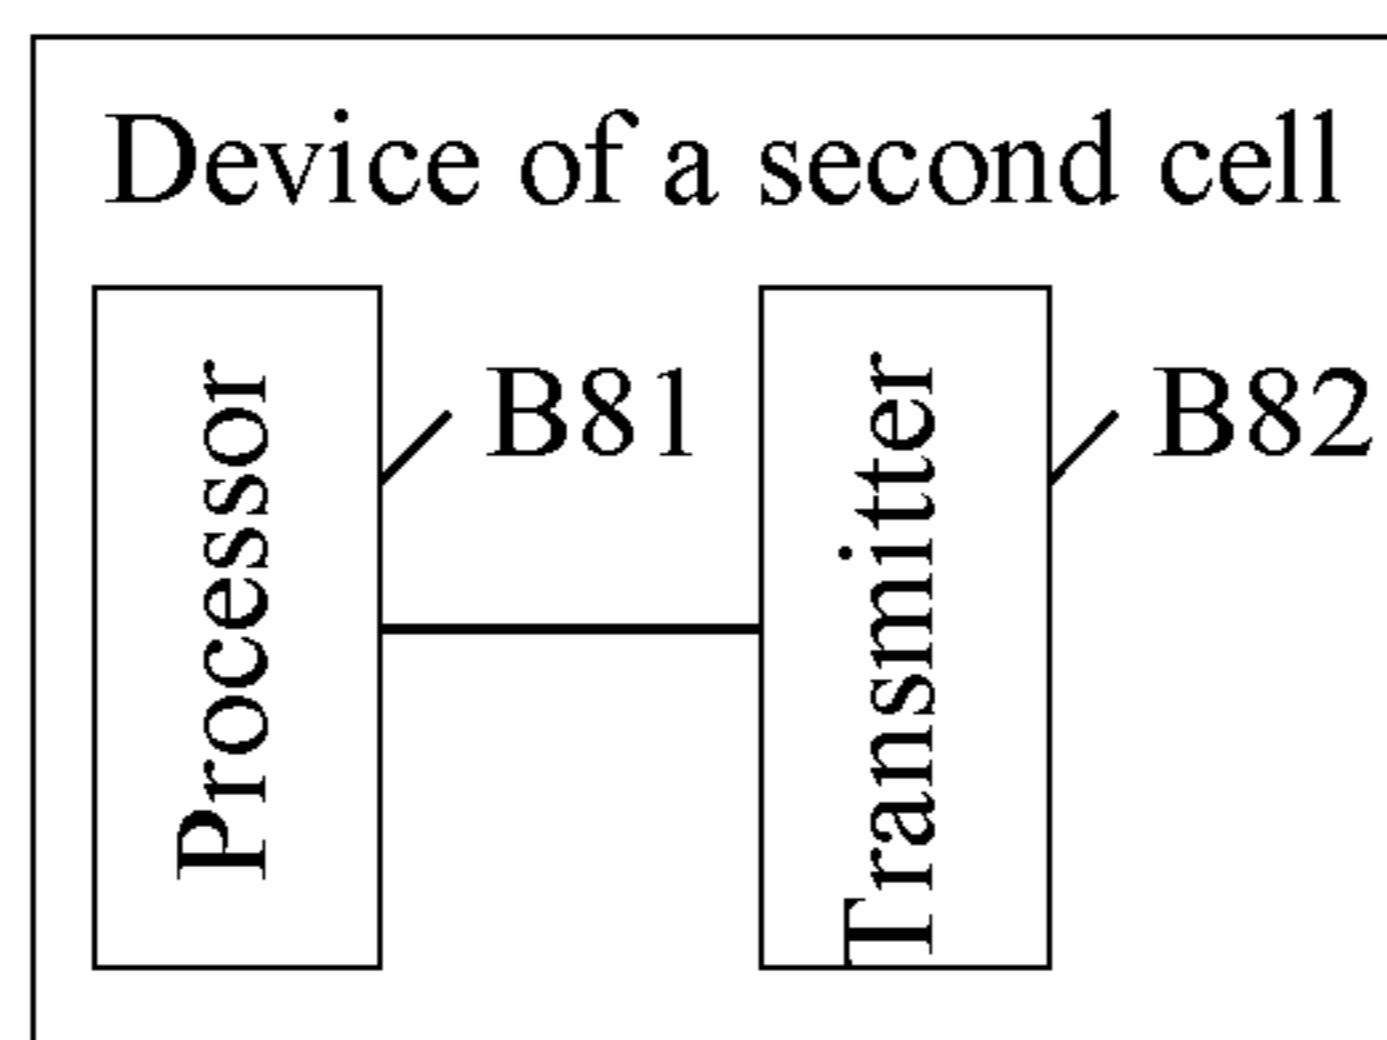 Device of a second cell
Processor
B81
Transmitter
B82